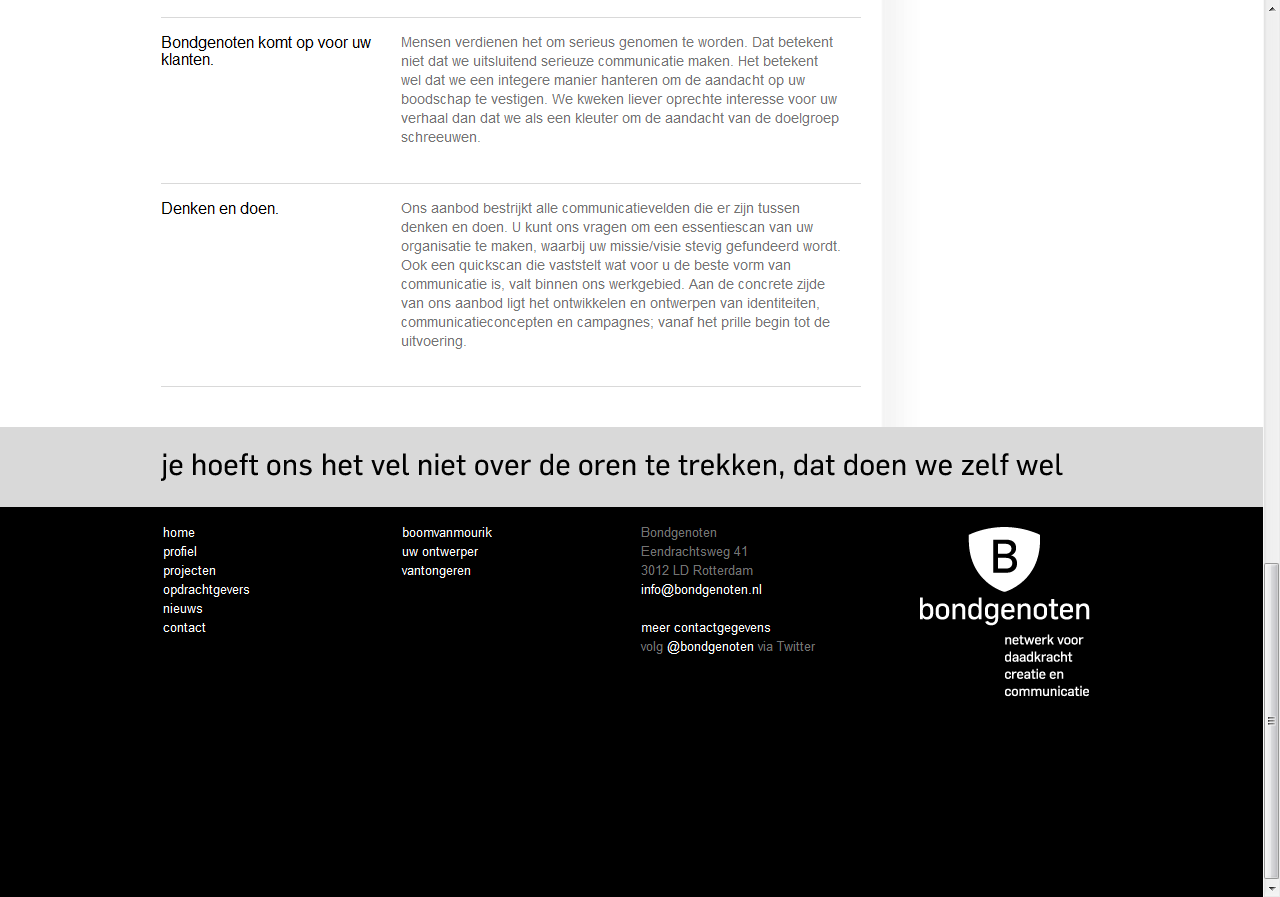 Bondgenoten komt op voor uw
klanten.
Mensen verdienen het om serieus genomen te worden. Dat betekent
niet dat we uitsluitend serieuze communicatie maken. Het betekent
wel dat we een integere manier hanteren om de aandacht op uw
boodschap te vestigen. We kweken liever oprechte interesse voor uw
verhaal dan dat we als een kleuter om de aandacht van de doelgroep
schreeuwen.
Denken en doen.
Ons aanbod bestrijkt alle communicatievelden die er zijn tussen
denken en doen. U kunt ons vragen om een essentiescan van uw
organisatie te maken, waarbij uw missie/visie stevig gefundeerd wordt.
Ook een quickscan die vaststelt wat voor u de beste vorm van
communicatie is, valt binnen ons werkgebied. Aan de concrete zijde
van ons aanbod ligt het ontwikkelen en ontwerpen van identiteiten,
communicatieconcepten en campagnes; vanaf het prille begin tot de
uitvoering.
je hoeft ons het vel niet over de oren te trekken, dat doen we zelf wel
home
profiel
projecten
opdrachtgevers
nieuws
contact
boomvanmourik
uw ontwerper
vantongeren
Bondgenoten
Eendrachtsweg 41
3012 LD Rotterdam
info@bondgenoten.nl
meer contactgegevens
volg @bondgenoten via Twitter
B
bondgenoten
netwerk voor
daadkracht
creatie en
communicatie